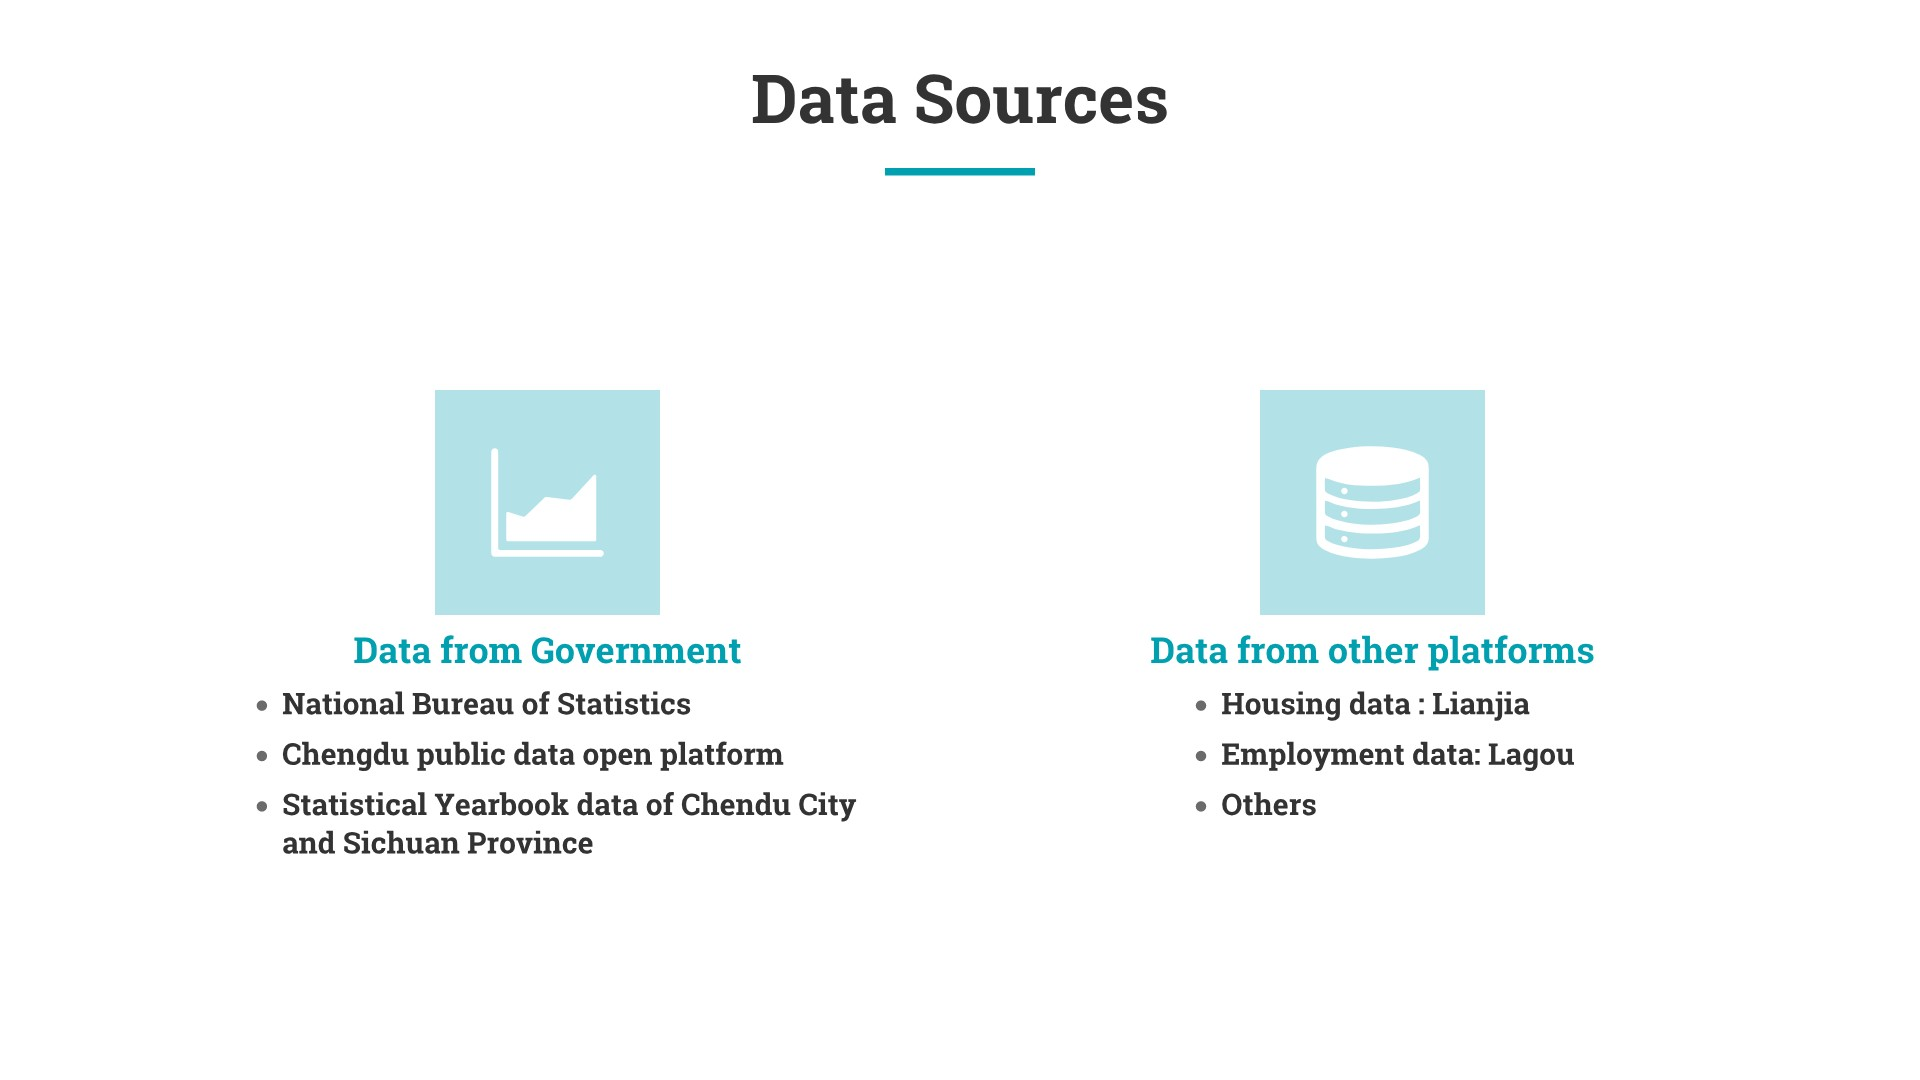 Data Sources
Data from Government
National Bureau of Statistics
Chengdu public data open platform
Statistical Yearbook data of Chendu City
and Sichuan Province
Data from other platforms
Housing data : Lianjia
Employment data: Lagou
Others